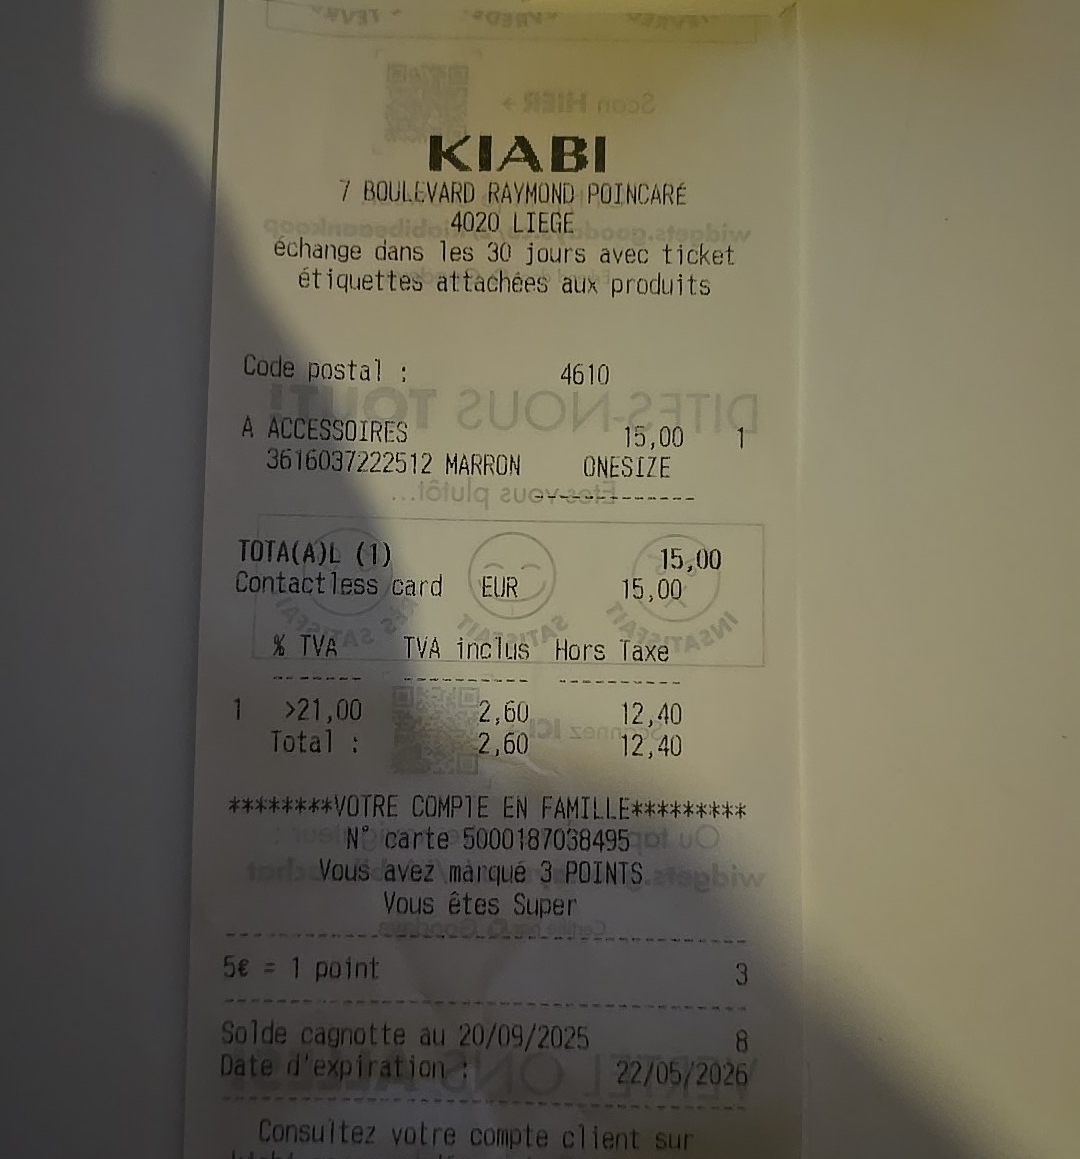 KIABI
7 BOULEVARD RAYMOND POINCARÉ
4020 LIEGE
échange dans les 30 jours avec ticket
étiquettes attachées aux produits
Code postal : 4610
A ACCESSOIRES 15,00 1
3616037222512 MARRON ONESIZE
-------------
TOTA(A)L (1) 15,00
Contactless card EUR 15,00
% TVA TVA inclus Hors Taxe
------- ---------- ----------
1 >21,00 2,60 12,40
Total : 2,60 12,40
********VOTRE COMPTE EN FAMILLE*********
N° carte 5000187038495
Vous avez marqué 3 POINTS
Vous êtes Super
----------------------------------------
5€ = 1 point 3
----------------------------------------
Solde cagnotte au 20/09/2025 8
Date d'expiration : 22/05/2026
----------------------------------------
Consultez votre compte client sur